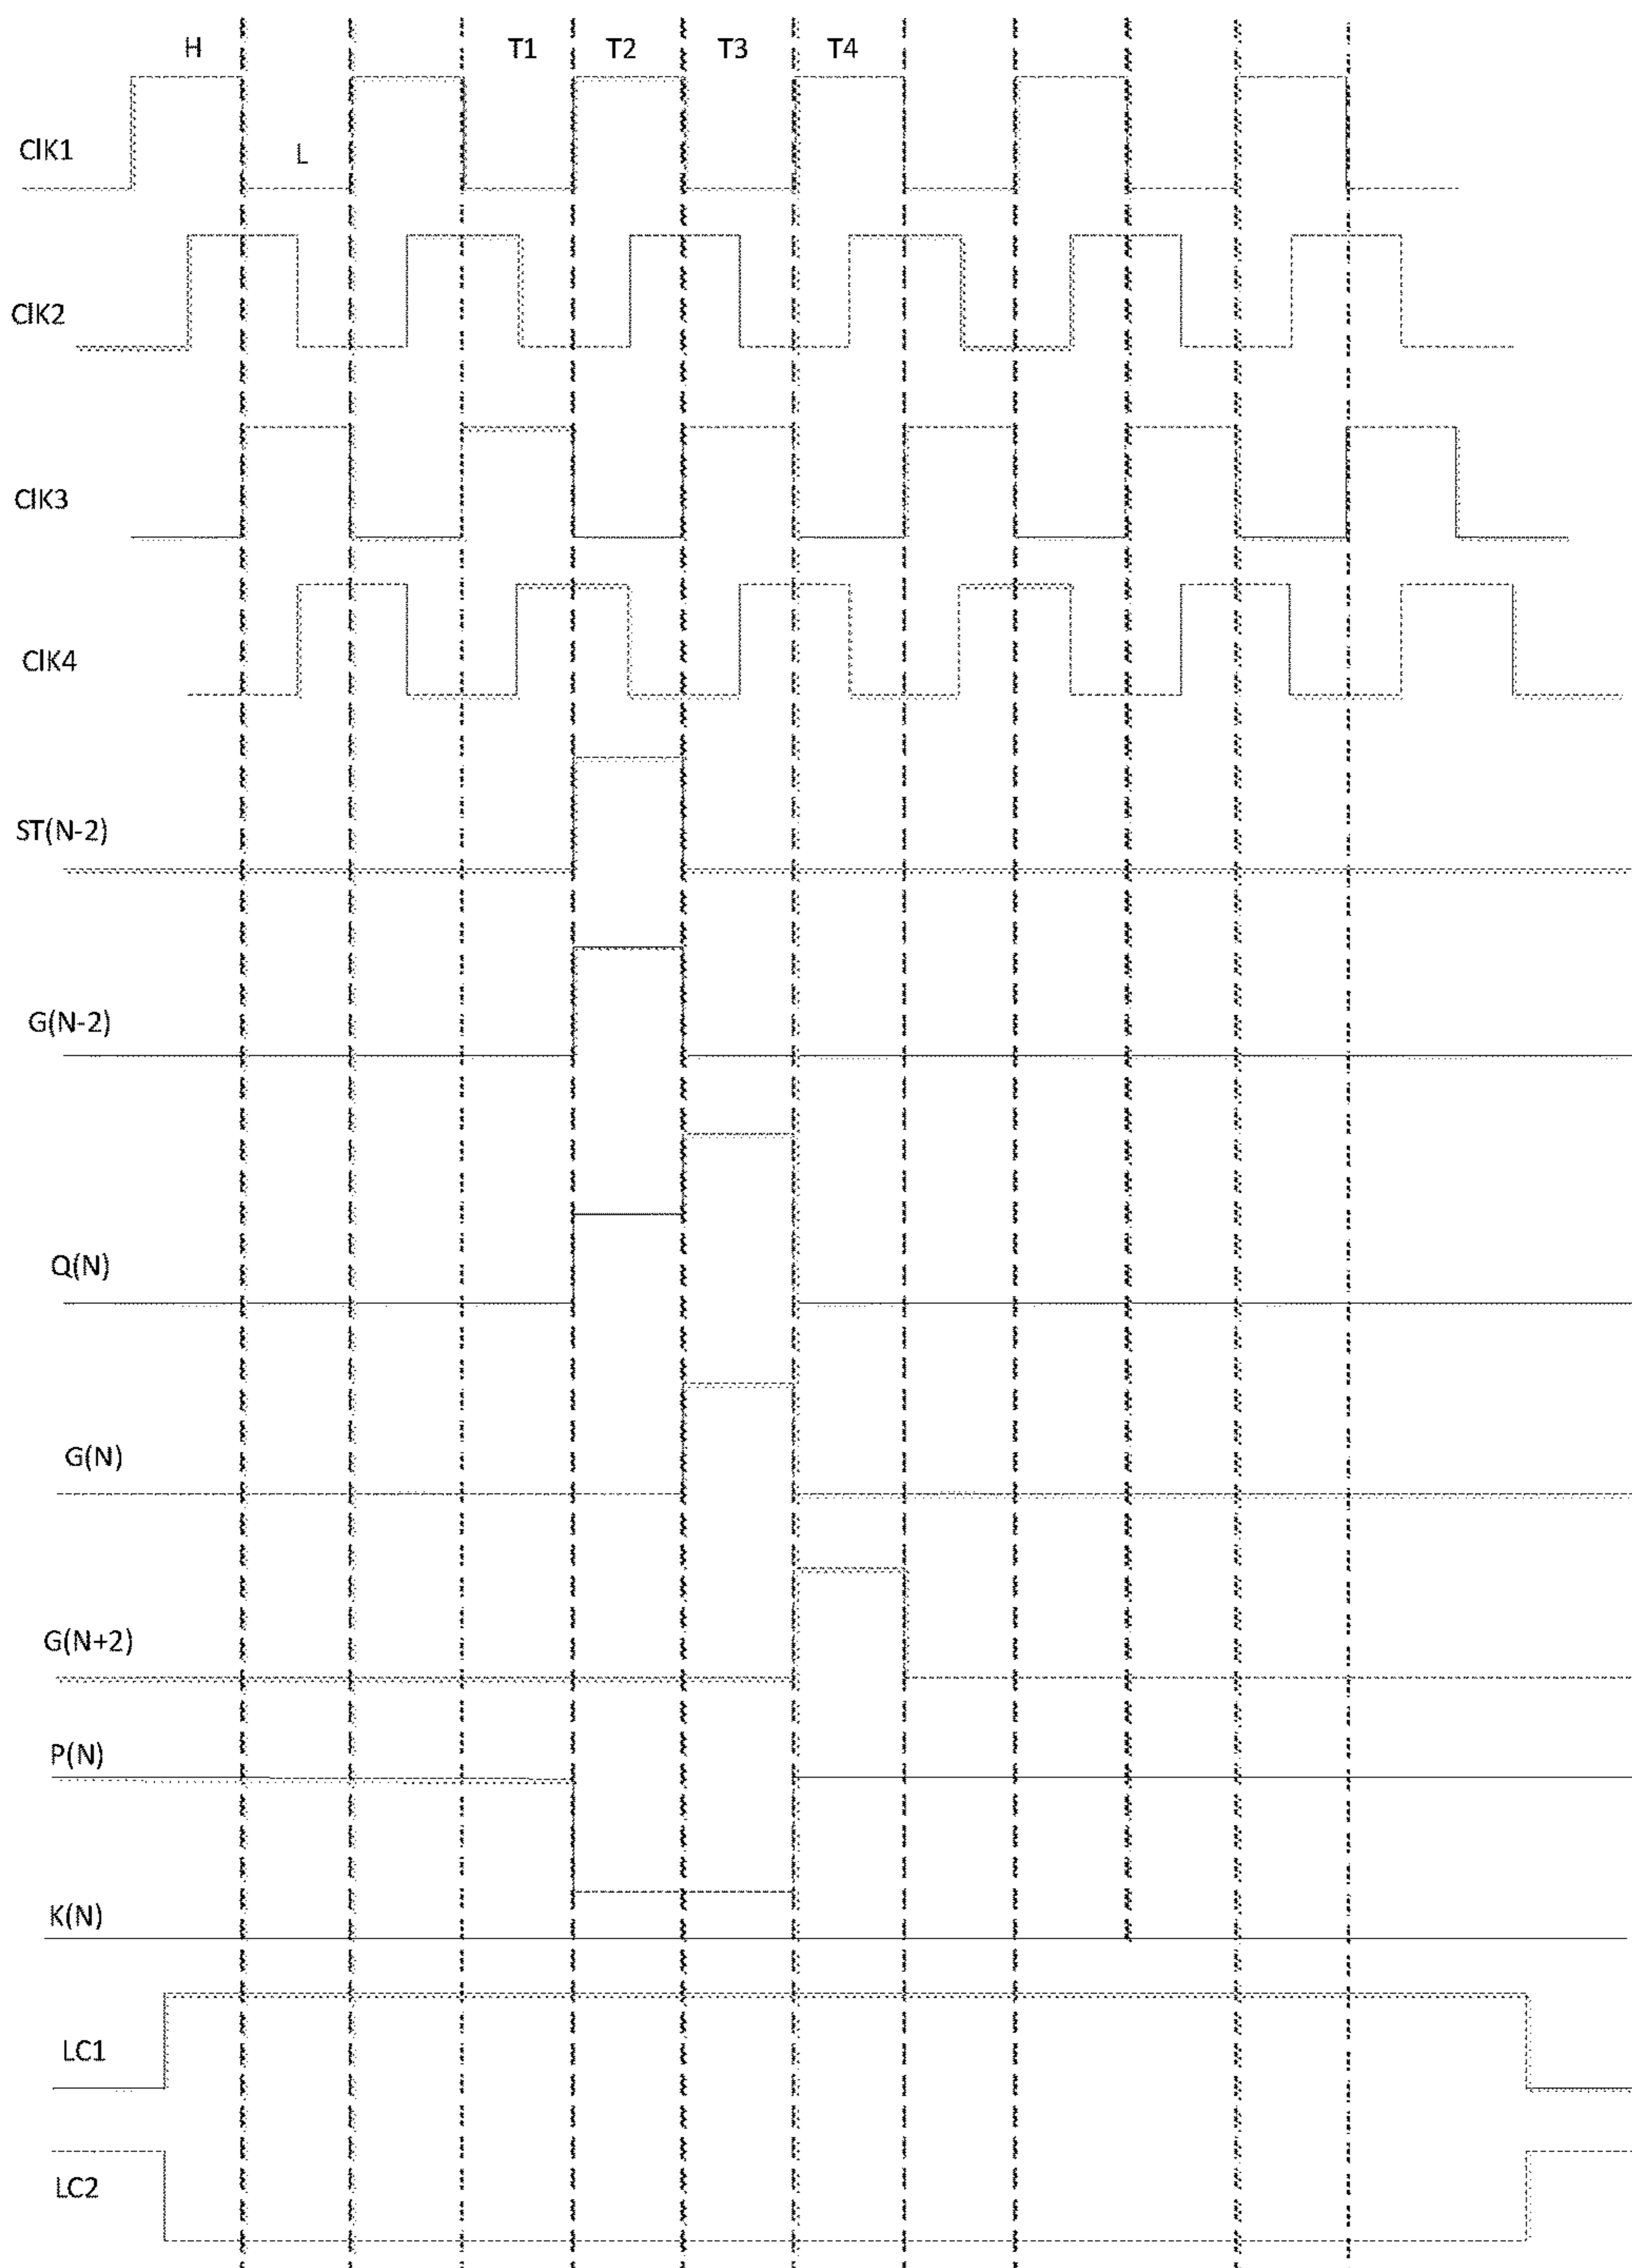 H T1 T2 T3 T4
ClK1 L
ClK2
ClK3
ClK4
ST(N-2)
G(N-2)
Q(N)
G(N)
G(N+2)
P(N)
K(N)
LC1
LC2